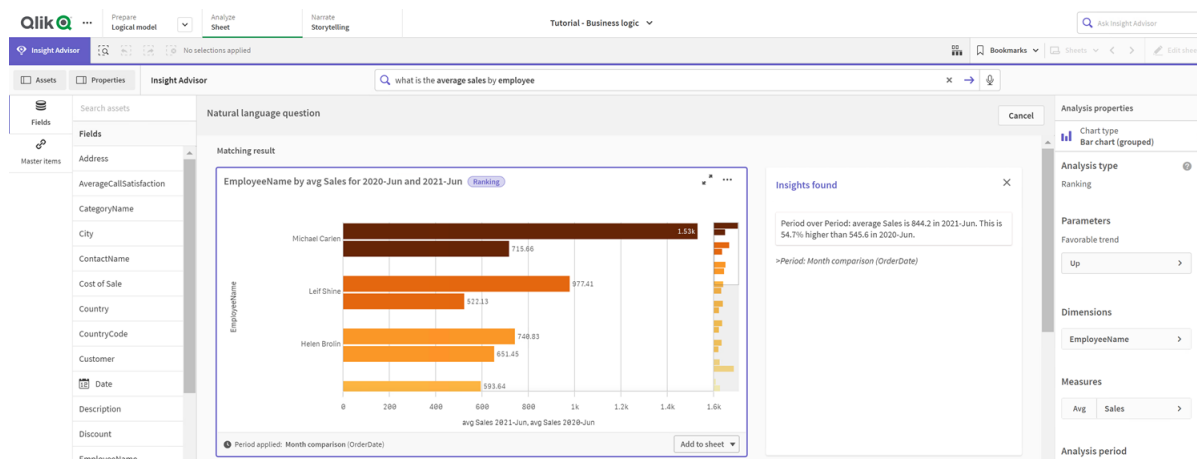 Qlik
Prepare
Logical model
Analyze
Sheet
Narrate
Storytelling
Tutorial - Business logic
Ask Insight Advisor
Insight Advisor
No selections applied
Bookmarks
Sheets
Edit shee
Assets
Properties
Insight Advisor
what is the average sales by employee
Fields
Master items
Search assets
Fields
Address
AverageCallSatisfaction
CategoryName
City
ContactName
Cost of Sale
Country
CountryCode
Customer
Date
Description
Discount
EmployeeName
Natural language question
Cancel
Matching result
EmployeeName by avg Sales for 2020-Jun and 2021-Jun
Ranking
EmployeeName
Michael Carlen
1.53k
715.66
Leif Shine
977.41
522.13
Helen Brolin
740.83
651.45
593.64
0 200 400 600 800 1k 1.2k 1.4k 1.6k
avg Sales 2021-Jun, avg Sales 2020-Jun
Period applied: Month comparison (OrderDate)
Add to sheet
Insights found
Period over Period: average Sales is 844.2 in 2021-Jun. This is
54.7% higher than 545.6 in 2020-Jun.
>Period: Month comparison (OrderDate)
Analysis properties
Chart type
Bar chart (grouped)
Analysis type
Ranking
Parameters
Favorable trend
Up
Dimensions
EmployeeName
Measures
Avg Sales
Analysis period